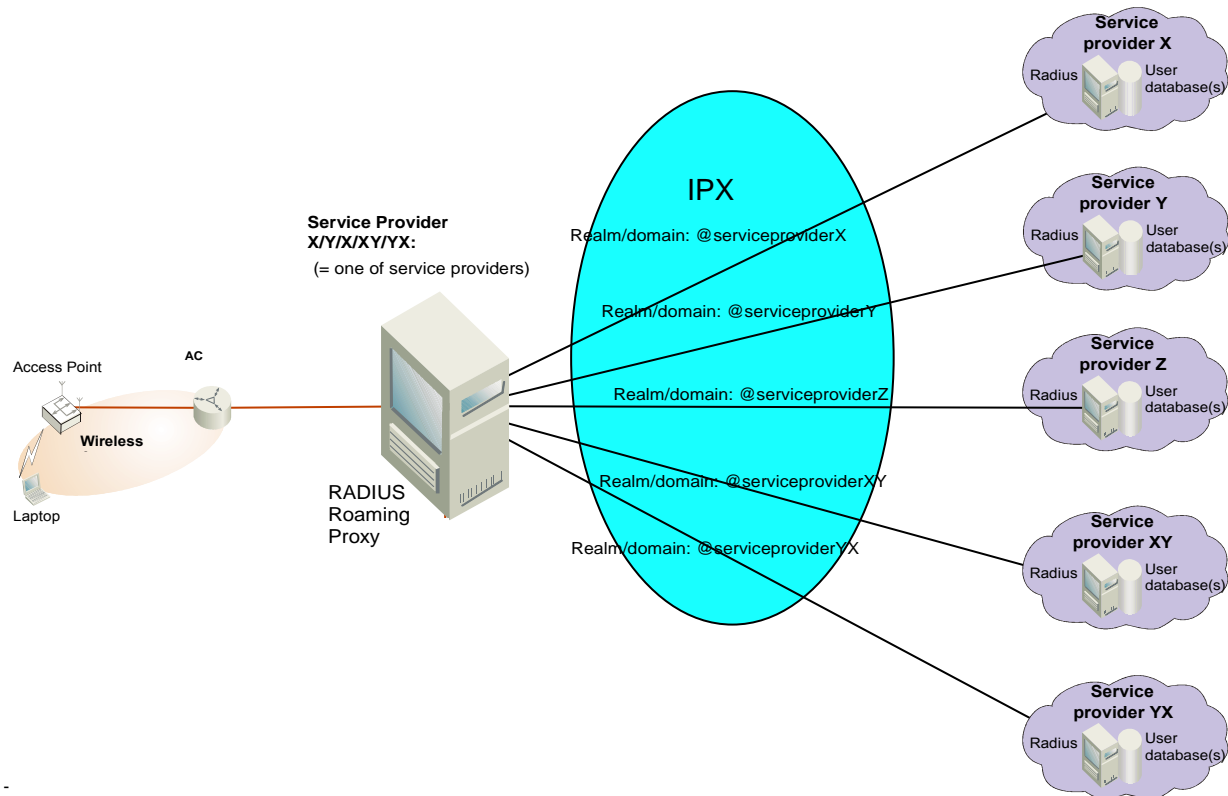 Service
provider X
Radius
User
database(s)
IPX
Service
provider Y
Radius
User
database(s)
Service Provider
X/Y/X/XY/YX:
(= one of service providers)
Realm/domain: @serviceproviderX
Realm/domain: @serviceproviderY
Service
provider Z
Radius
User
database(s)
AC
Access Point
Realm/domain: @serviceproviderZ
Wireless
-
Laptop
RADIUS
Roaming
Proxy
Realm/domain: @serviceproviderXY
Realm/domain: @serviceproviderYX
Service
provider XY
Radius
User
database(s)
Service
provider YX
Radius
User
database(s)
-